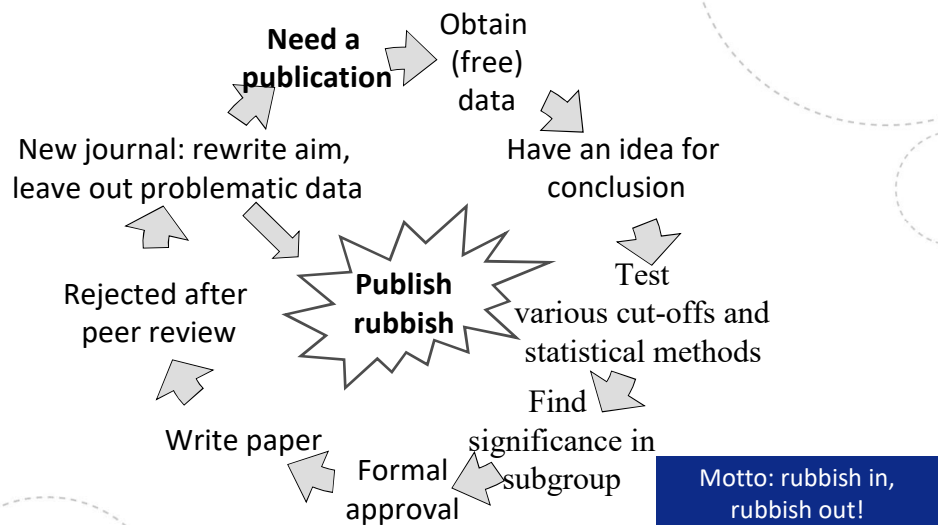 Need a
publication
Obtain
(free)
data
Have an idea for
conclusion
Test
various cut-offs and
statistical methods
Find
significance in
subgroup
Formal
approval
Write paper
Rejected after
peer review
New journal: rewrite aim,
leave out problematic data
Publish
rubbish
Motto: rubbish in,
rubbish out!